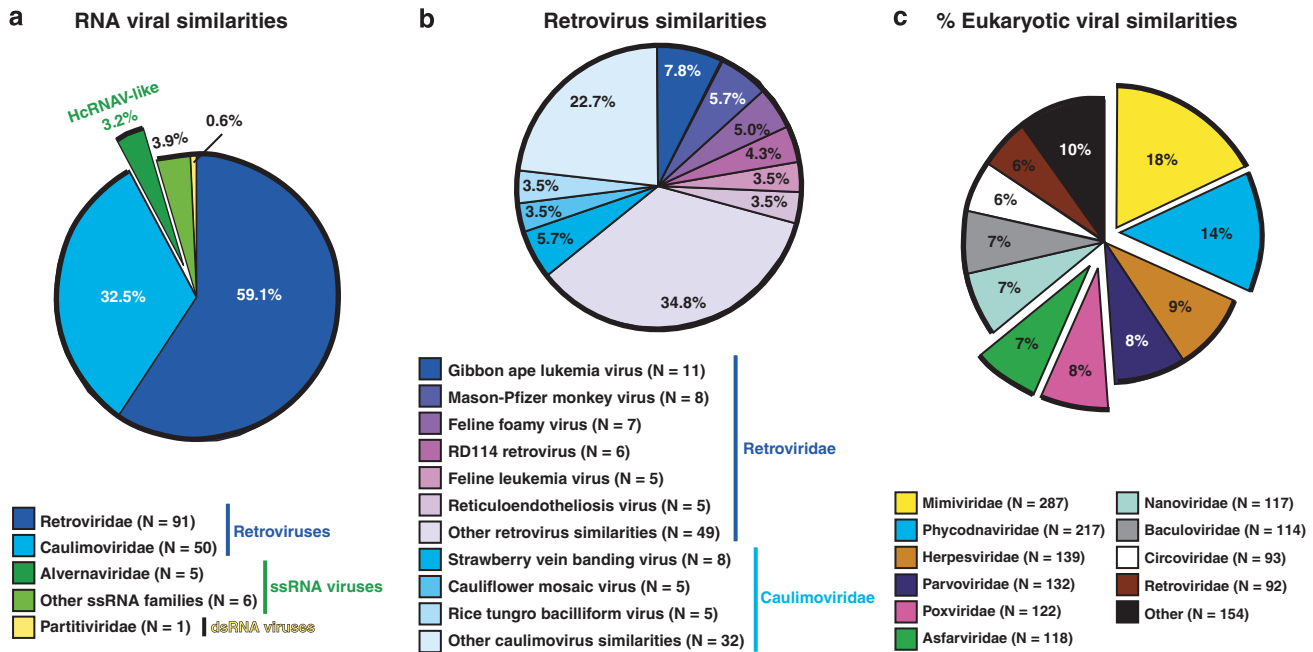 a RNA viral similarities
HcRNAV-like
3.2%
3.9%
0.6%
32.5%
59.1%
Retroviridae (N = 91)
Caulimoviridae (N = 50)
Retroviruses
Alvernaviridae (N = 5)
Other ssRNA families (N = 6)
ssRNA viruses
Partitiviridae (N = 1)
dsRNA viruses
b Retrovirus similarities
7.8%
5.7%
5.0%
4.3%
3.5%
3.5%
34.8%
5.7%
3.5%
3.5%
22.7%
Gibbon ape lukemia virus (N = 11)
Mason-Pfizer monkey virus (N = 8)
Feline foamy virus (N = 7)
RD114 retrovirus (N = 6)
Feline leukemia virus (N = 5)
Reticuloendotheliosis virus (N = 5)
Other retrovirus similarities (N = 49)
Retroviridae
Strawberry vein banding virus (N = 8)
Cauliflower mosaic virus (N = 5)
Rice tungro bacilliform virus (N = 5)
Other caulimovirus similarities (N = 32)
Caulimoviridae
c % Eukaryotic viral similarities
18%
14%
9%
8%
8%
7%
7%
7%
6%
6%
10%
Mimiviridae (N = 287)
Phycodnaviridae (N = 217)
Herpesviridae (N = 139)
Parvoviridae (N = 132)
Poxviridae (N = 122)
Asfarviridae (N = 118)
Nanoviridae (N = 117)
Baculoviridae (N = 114)
Circoviridae (N = 93)
Retroviridae (N = 92)
Other (N = 154)